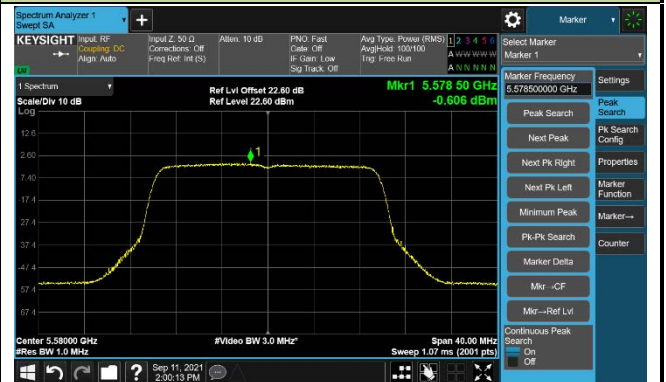 Spectrum Analyzer 1
Swept SA
+
Marker
KEYSIGHT Input: RF Input Z: 50 Ω Atten: 10 dB PNO: Fast Avg Type: Power (RMS) 1 2 3 4 5 6
Coupling: DC Corrections: Off Gate: Off Avg|Hold: 100/100 A W W W W W
Align: Auto Freq Ref: Int (S) IF Gain: Low Trig: Free Run
Sig Track: Off A N N N N N
LXI
Select Marker
Marker 1
1 Spectrum
Ref Lvl Offset 22.60 dB Mkr1 5.578 50 GHz
Scale/Div 10 dB Ref Level 22.60 dBm -0.606 dBm
Log
12.6
2.60
-7.40
-17.4
-27.4
-37.4
-47.4
-57.4
-67.4
1
Center 5.58000 GHz #Video BW 3.0 MHz* Span 40.00 MHz
#Res BW 1.0 MHz Sweep 1.07 ms (2001 pts)
Marker Frequency
5.578500000 GHz
Peak Search
Next Peak
Next Pk Right
Next Pk Left
Minimum Peak
Pk-Pk Search
Marker Delta
Mkr→CF
Mkr→Ref Lvl
Continuous Peak Search
On
Off
Settings
Peak Search
Pk Search Config
Properties
Marker Function
Marker→
Counter
?
Sep 11, 2021
2:00:13 PM